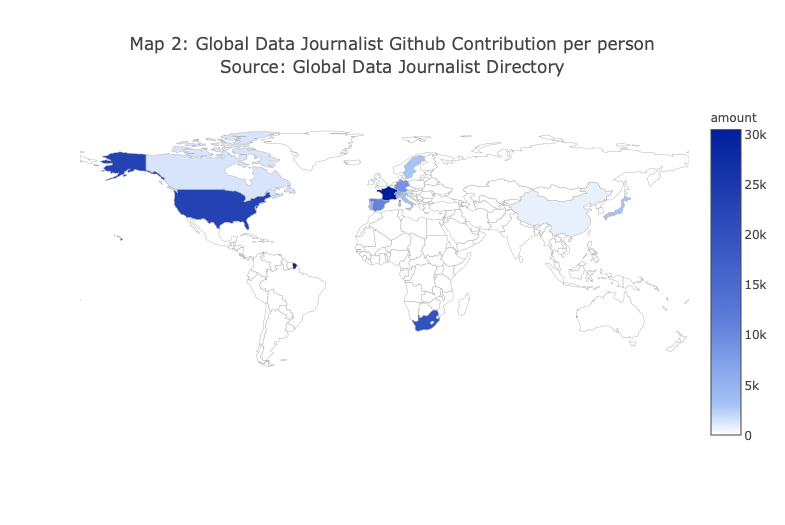 Map 2: Global Data Journalist Github Contribution per person
Source: Global Data Journalist Directory
amount
30k
25k
20k
15k
10k
5k
0